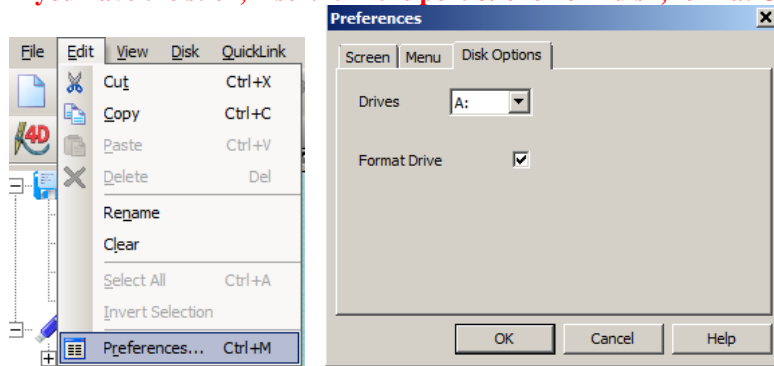 File Edit View Disk QuickLink
Cut Ctrl+X
Copy Ctrl+C
Paste Ctrl+V
Delete Del
Rename
Clear
Select All Ctrl+A
Invert Selection
Preferences... Ctrl+M
4D
Preferences
Screen Menu Disk Options
Drives A:
Format Drive
OK Cancel Help